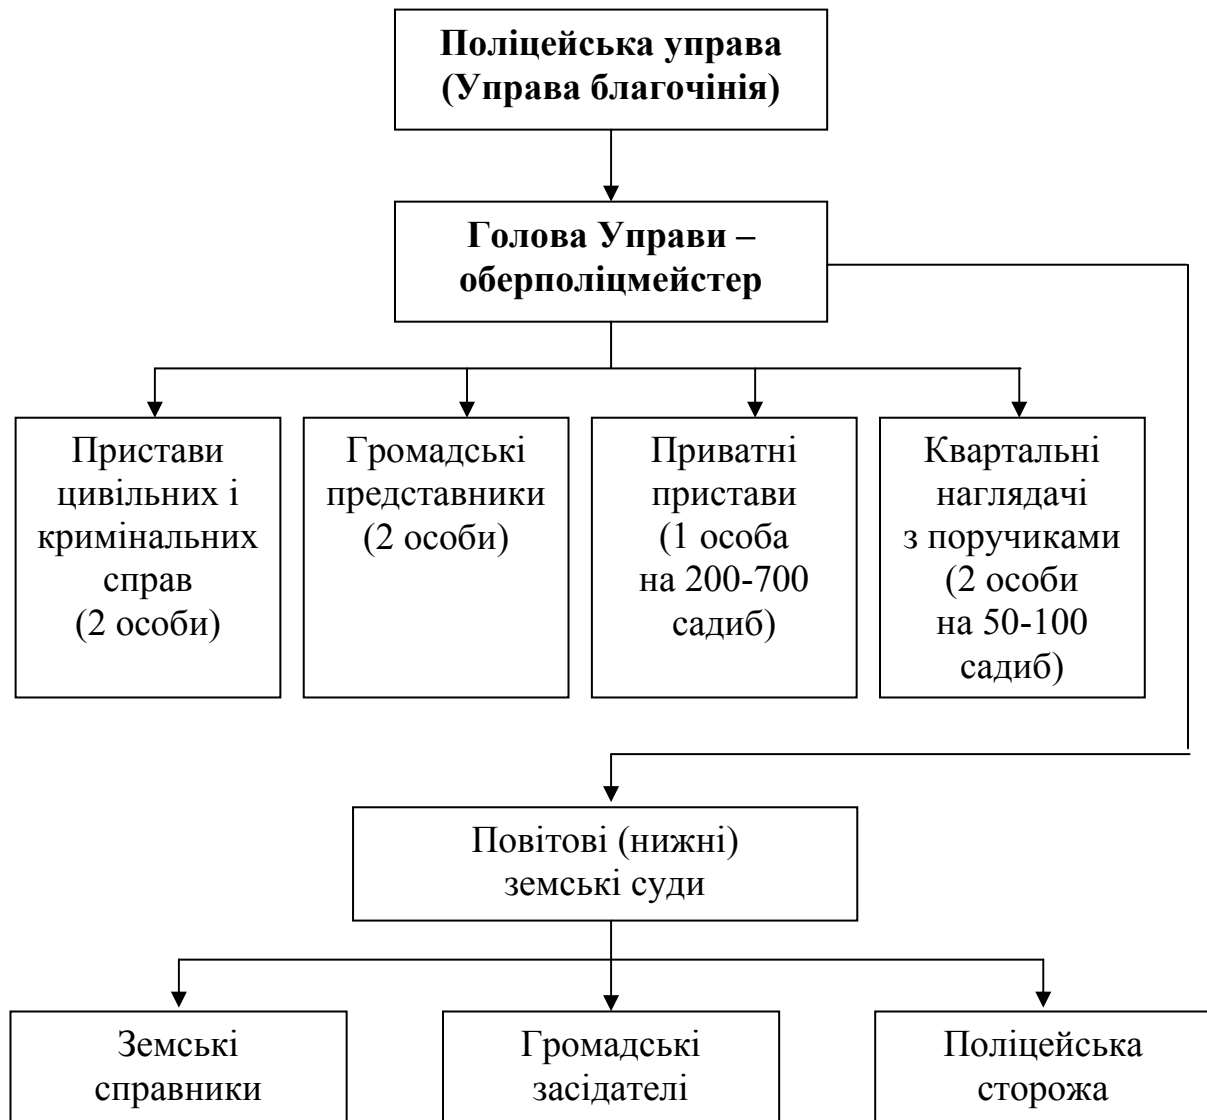 Поліцейська управа
(Управа благочінія)
Голова Управи –
оберполіцмейстер
Пристави
цивільних і
кримінальних
справ
(2 особи)
Громадські
представники
(2 особи)
Приватні
пристави
(1 особа
на 200-700
садиб)
Квартальні
наглядачі
з поручиками
(2 особи
на 50-100
садиб)
Повітові (нижні)
земські суди
Земські
справники
Громадські
засідателі
Поліцейська
сторожа